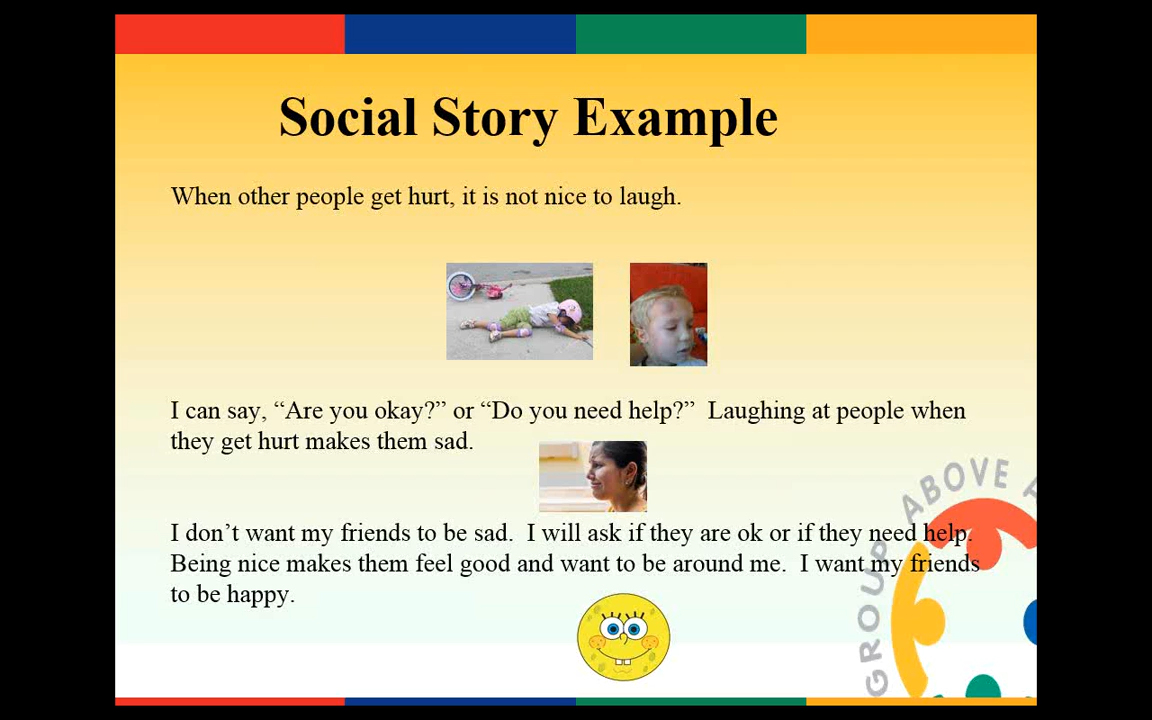 Social Story Example
When other people get hurt, it is not nice to laugh.
I can say, “Are you okay?” or “Do you need help?”  Laughing at people when
they get hurt makes them sad.
I don’t want my friends to be sad.  I will ask if they are ok or if they need help.
Being nice makes them feel good and want to be around me.  I want my friends
to be happy.
GROUP ABOVE A